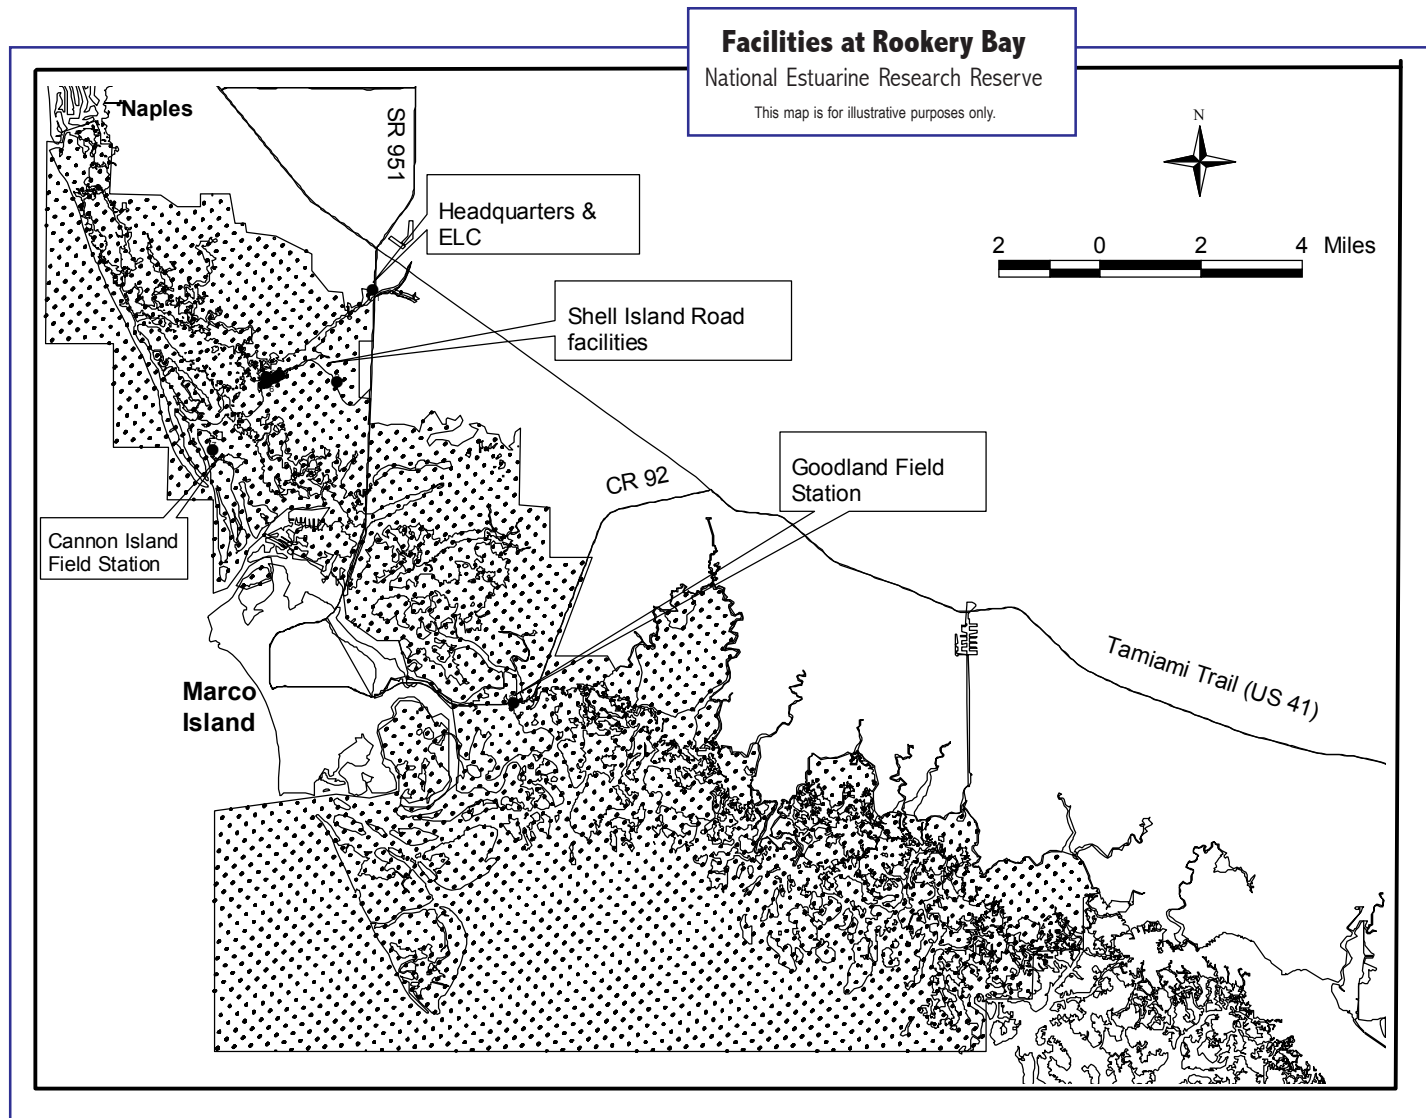 Facilities at Rookery Bay
National Estuarine Research Reserve
This map is for illustrative purposes only.
Naples
SR 951
N
Headquarters &
ELC
2 0 2 4 Miles
Shell Island Road
facilities
Goodland Field
Station
CR 92
Cannon Island
Field Station
Tamiami Trail (US 41)
Marco
Island